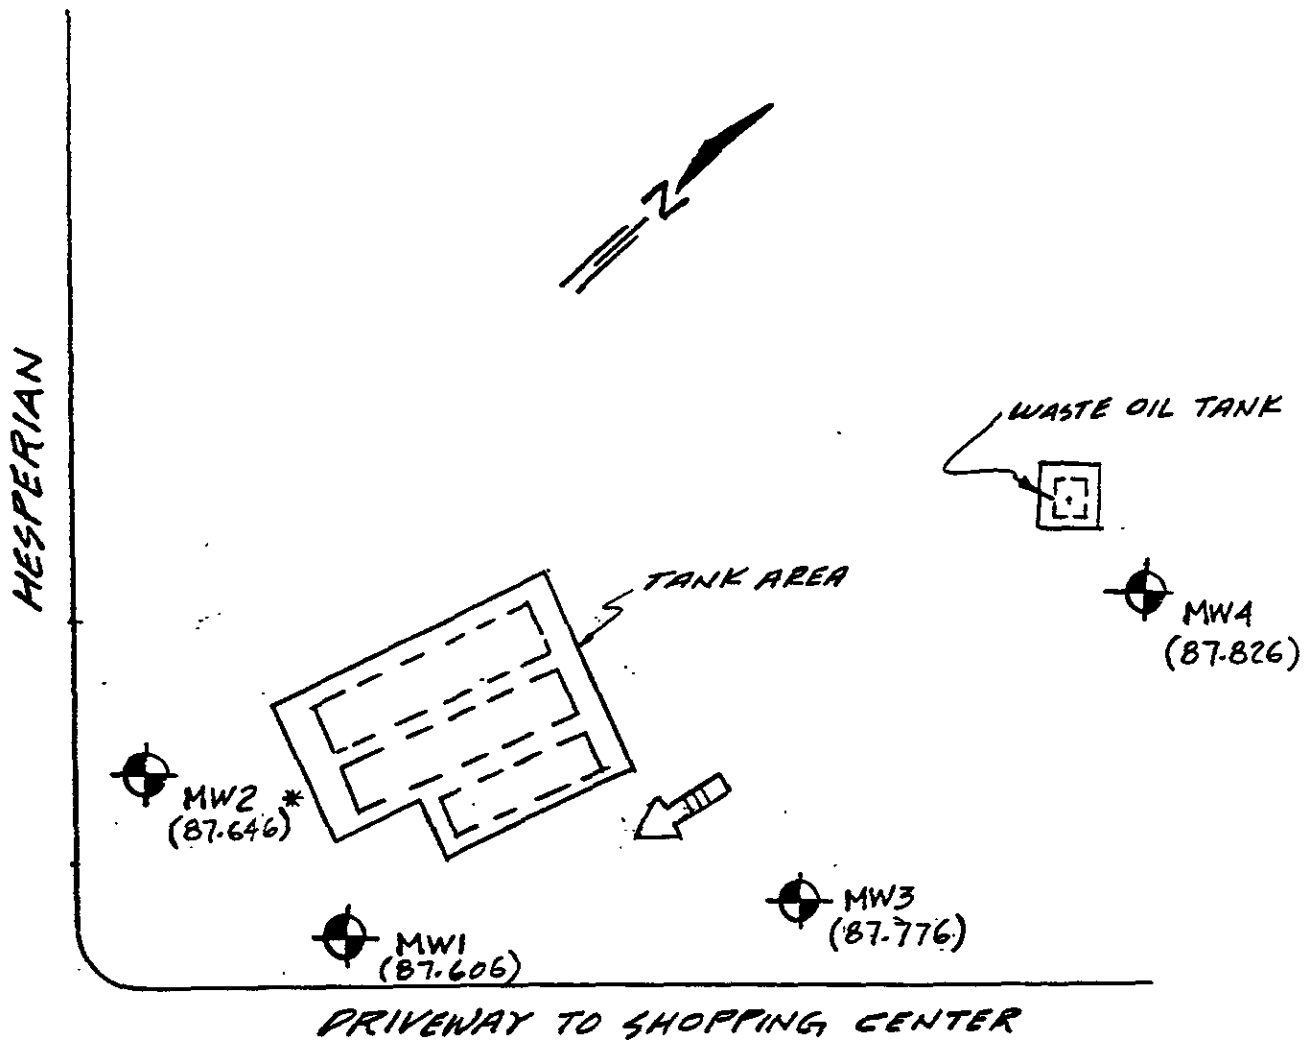 N
HESPERIAN
WASTE OIL TANK
TANK AREA
MW4
(87.826)
MW2 *
(87.646)
MW3
(87.776)
MW1
(87.606)
DRIVEWAY TO SHOPPING CENTER